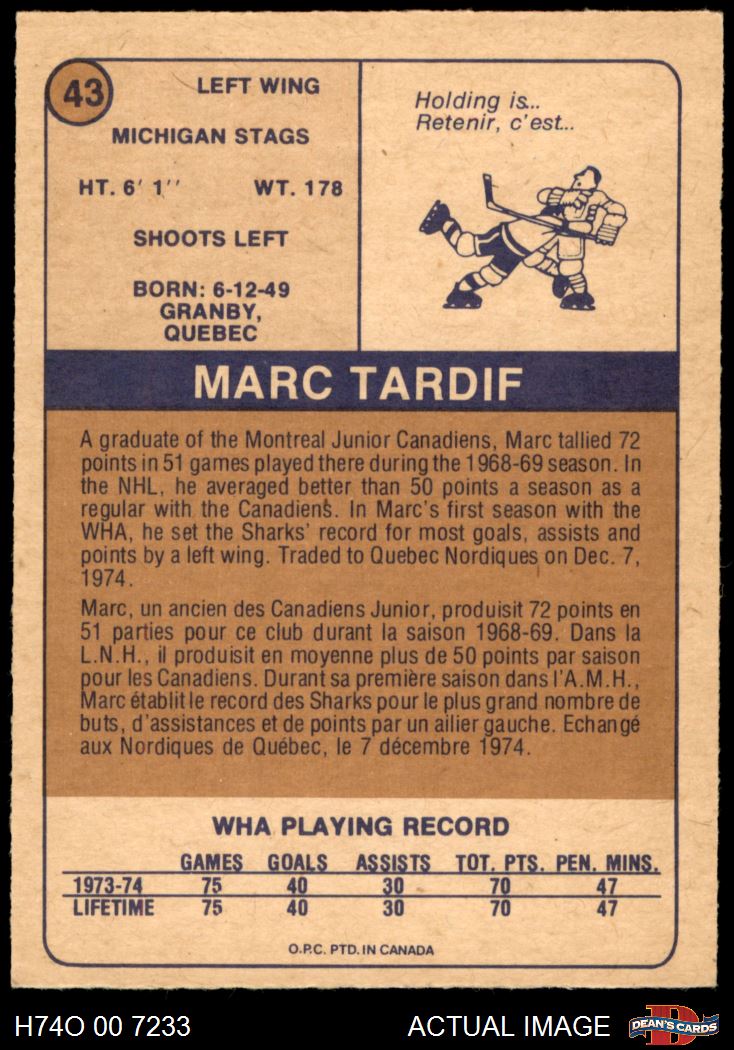 43
LEFT WING
MICHIGAN STAGS
HT. 6' 1'' WT. 178
SHOOTS LEFT
BORN: 6-12-49
GRANBY,
QUEBEC
Holding is...
Retenir, c'est...
MARC TARDIF
A graduate of the Montreal Junior Canadiens, Marc tallied 72
points in 51 games played there during the 1968-69 season. In
the NHL, he averaged better than 50 points a season as a
regular with the Canadiens. In Marc's first season with the
WHA, he set the Sharks' record for most goals, assists and
points by a left wing. Traded to Quebec Nordiques on Dec. 7,
1974.
Marc, un ancien des Canadiens Junior, produisit 72 points en
51 parties pour ce club durant la saison 1968-69. Dans la
L.N.H., il produisit en moyenne plus de 50 points par saison
pour les Canadiens. Durant sa première saison dans l'A.M.H.,
Marc établit le record des Sharks pour le plus grand nombre de
buts, d'assistances et de points par un ailier gauche. Echangé
aux Nordiques de Québec, le 7 décembre 1974.
WHA PLAYING RECORD
GAMES GOALS ASSISTS TOT. PTS. PEN. MINS.
1973-74 75 40 30 70 47
LIFETIME 75 40 30 70 47
O.P.C. PTD. IN CANADA
H74O 00 7233 ACTUAL IMAGE
D
DEAN'S CARDS